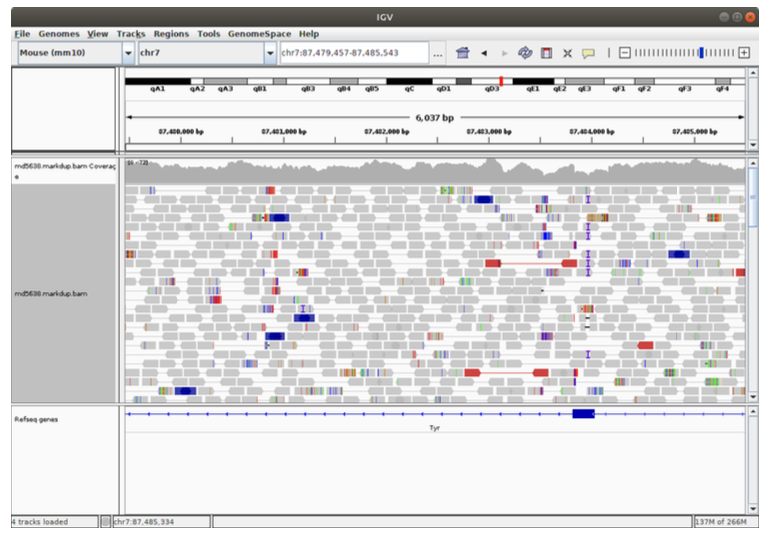 IGV
File Genomes View Tracks Regions Tools GenomeSpace Help
Mouse (mm10) chr7 chr7:87,479,457-87,485,543 ...
qA1 qA2 qA3 qB1 qB3 qB4 qB5 qC qD1 qD3 qE1 qE2 qE3 qF1 qF2 qF3 qF4
6,037 bp
87,480,000 bp 87,481,000 bp 87,482,000 bp 87,483,000 bp 87,484,000 bp 87,485,000 bp
md5638.markdup.bam Coverag
e
md5638.markdup.bam
Refseq genes
Tyr
4 tracks loaded chr7:87,485,334 137M of 266M